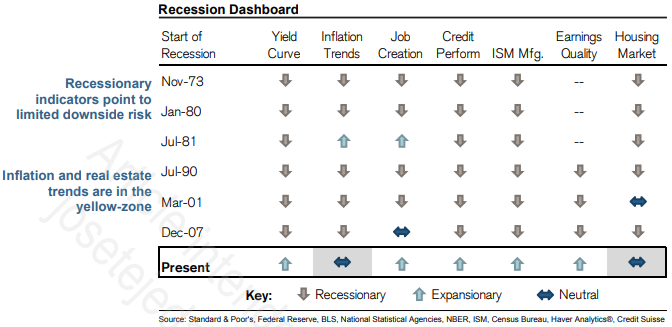 Recession Dashboard
Start of Recession Yield Curve Inflation Trends Job Creation Credit Perform ISM Mfg. Earnings Quality Housing Market
Recessionary
indicators point to
limited downside risk
Inflation and real estate
trends are in the
yellow-zone
Nov-73 --
Jan-80 --
Jul-81 --
Jul-90
Mar-01
Dec-07
Present
Key: Recessionary Expansionary Neutral
Source: Standard & Poor's, Federal Reserve, BLS, National Statistical Agencies, NBER, ISM, Census Bureau, Haver Analytics®, Credit Suisse